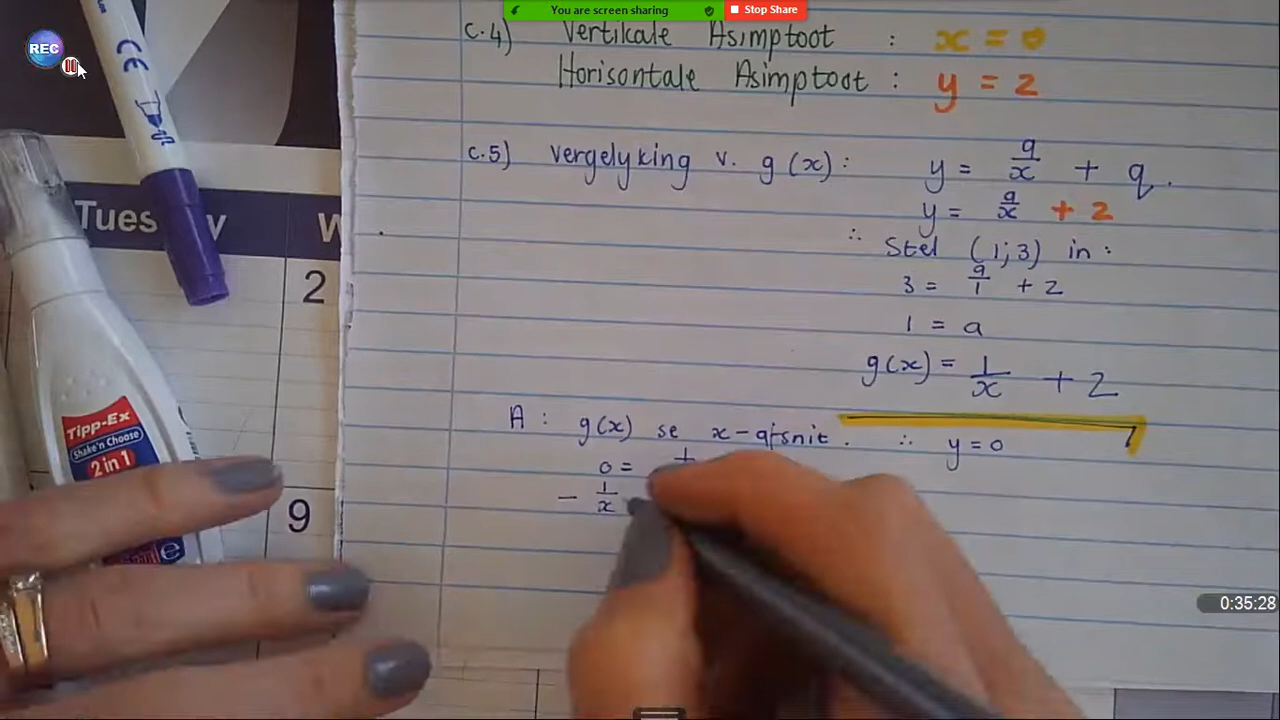 You are screen sharing
Stop Share
REC
c.4) Vertikale Asimptoot : x = 0
Horisontale Asimptoot : y = 2
c.5) Vergelyking v. g(x): y = a/x + q.
y = a/x + 2
∴ Stel (1;3) in:
3 = a/1 + 2
1 = a
g(x) = 1/x + 2
A : g(x) se x-afsnit. ∴ y = 0
0 =
- 1/x
CE
Tuesday
W
2
9
Tipp-Ex
Shake'n Choose
2 in 1
0:35:28